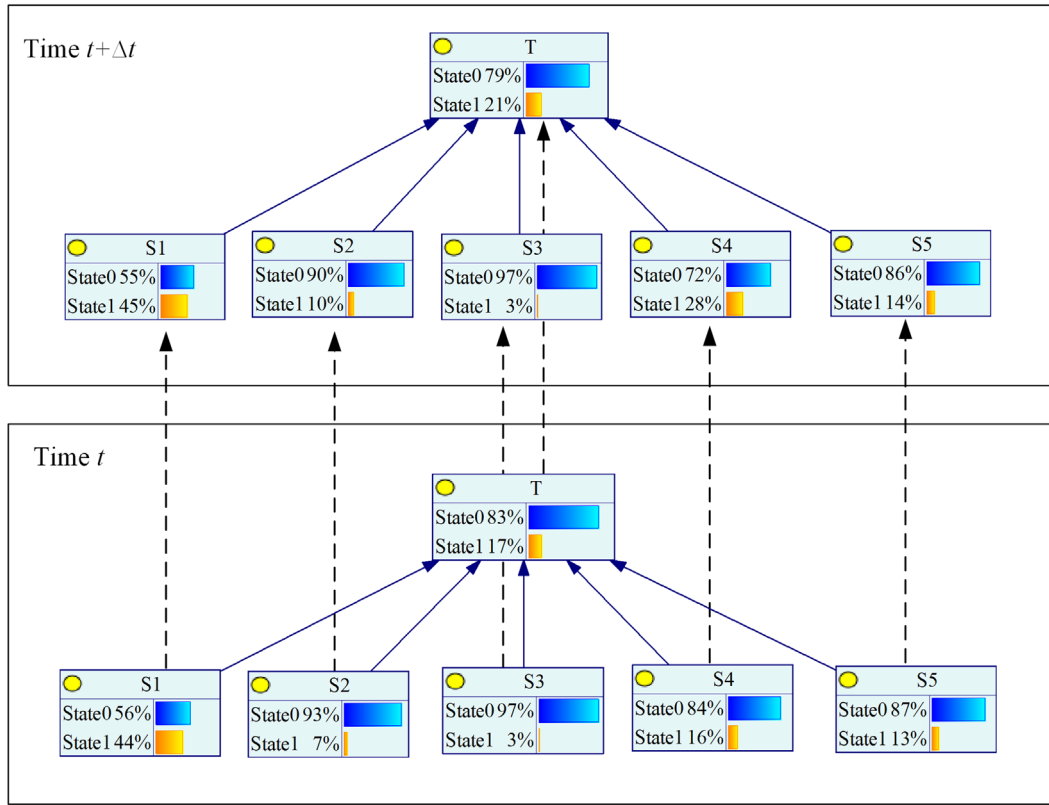 Time t+Δt
T
State0 79%
State1 21%
S1
State0 55%
State1 45%
S2
State0 90%
State1 10%
S3
State0 97%
State1 3%
S4
State0 72%
State1 28%
S5
State0 86%
State1 14%
Time t
T
State0 83%
State1 17%
S1
State0 56%
State1 44%
S2
State0 93%
State1 7%
S3
State0 97%
State1 3%
S4
State0 84%
State1 16%
S5
State0 87%
State1 13%